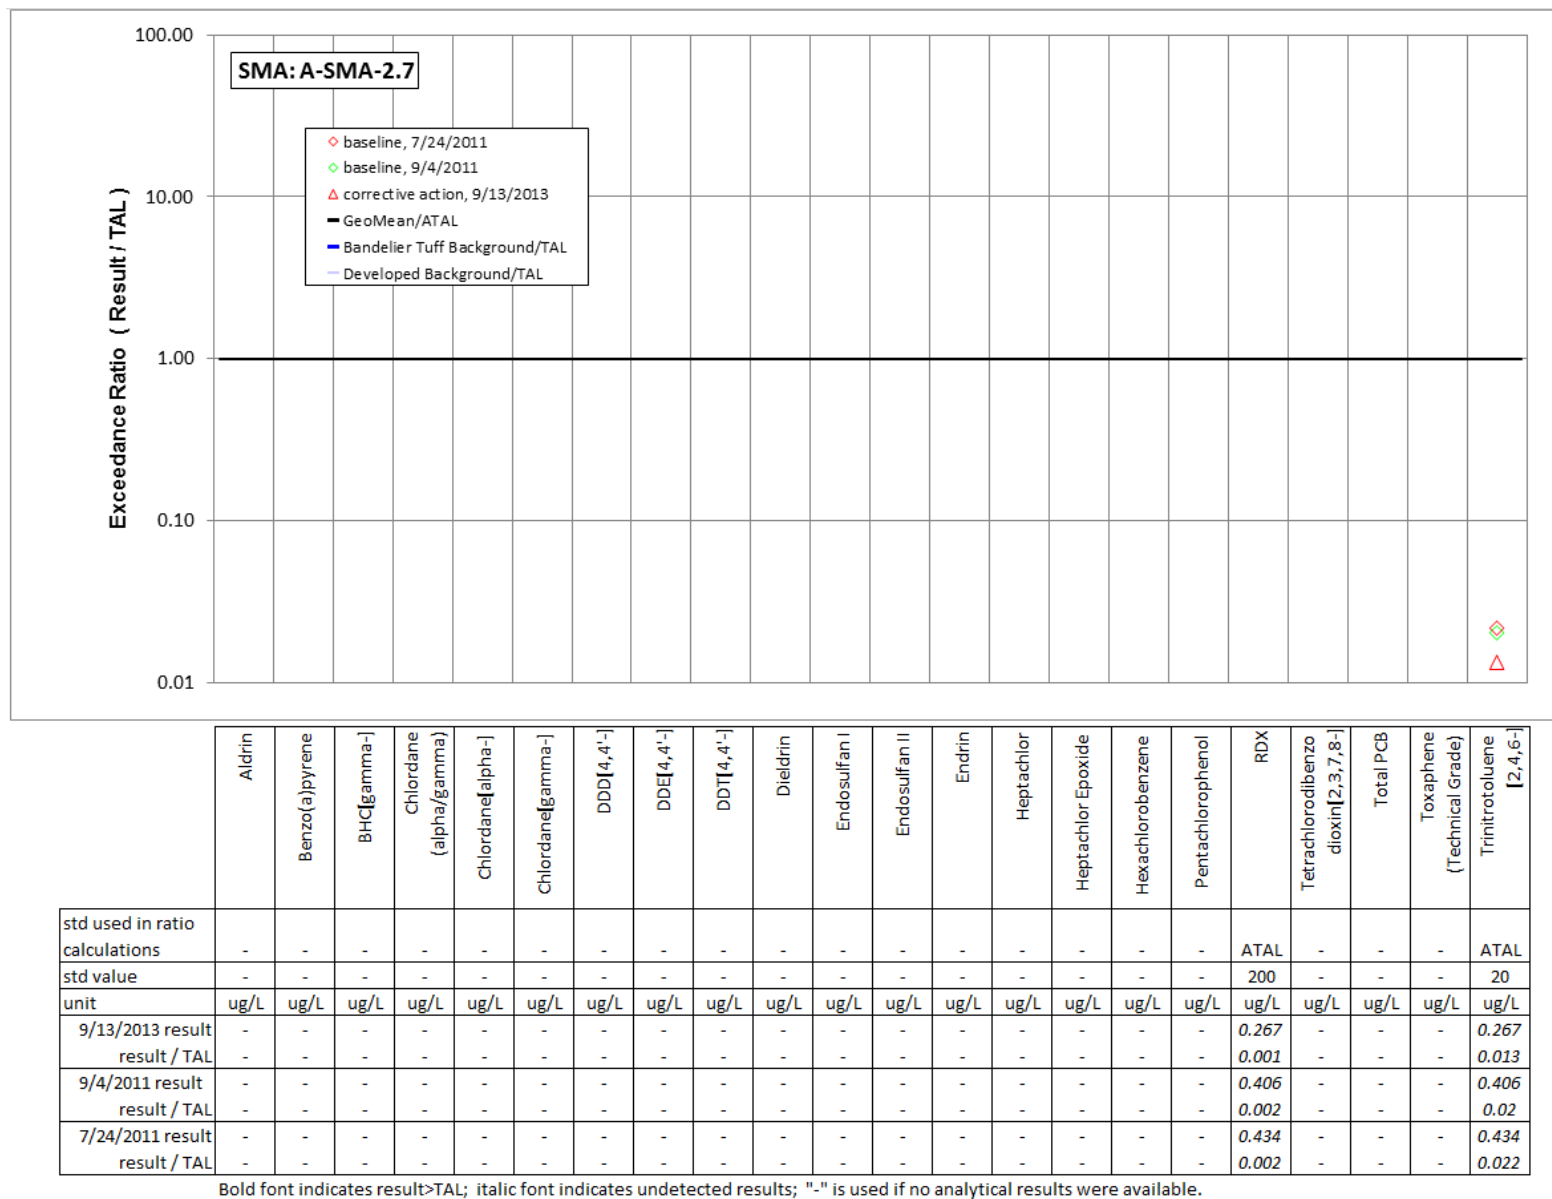 100.00
SMA: A-SMA-2.7
baseline, 7/24/2011
baseline, 9/4/2011
corrective action, 9/13/2013
GeoMean/ATAL
Bandelier Tuff Background/TAL
Developed Background/TAL
10.00
1.00
0.10
0.01
Exceedance Ratio ( Result / TAL )
Aldrin
Benzo(a)pyrene
BHC[gamma-]
Chlordane
(alpha/gamma)
Chlordane[alpha-]
Chlordane[gamma-]
DDD[4,4'-]
DDE[4,4'-]
DDT[4,4'-]
Dieldrin
Endosulfan I
Endosulfan II
Endrin
Heptachlor
Heptachlor Epoxide
Hexachlorobenzene
Pentachlorophenol
RDX
Tetrachlorodibenzo
dioxin[2,3,7,8-]
Total PCB
Toxaphene
(Technical Grade)
Trinitrotoluene
[2,4,6-]
std used in ratio
calculations - - - - - - - - - - - - - - - - - ATAL - - - ATAL
std value - - - - - - - - - - - - - - - - - 200 - - - 20
unit ug/L ug/L ug/L ug/L ug/L ug/L ug/L ug/L ug/L ug/L ug/L ug/L ug/L ug/L ug/L ug/L ug/L ug/L ug/L ug/L ug/L ug/L
9/13/2013 result - - - - - - - - - - - - - - - - - 0.267 - - - 0.267
result / TAL - - - - - - - - - - - - - - - - - 0.001 - - - 0.013
9/4/2011 result - - - - - - - - - - - - - - - - - 0.406 - - - 0.406
result / TAL - - - - - - - - - - - - - - - - - 0.002 - - - 0.02
7/24/2011 result - - - - - - - - - - - - - - - - - 0.434 - - - 0.434
result / TAL - - - - - - - - - - - - - - - - - 0.002 - - - 0.022
Bold font indicates result>TAL; italic font indicates undetected results; "-" is used if no analytical results were available.